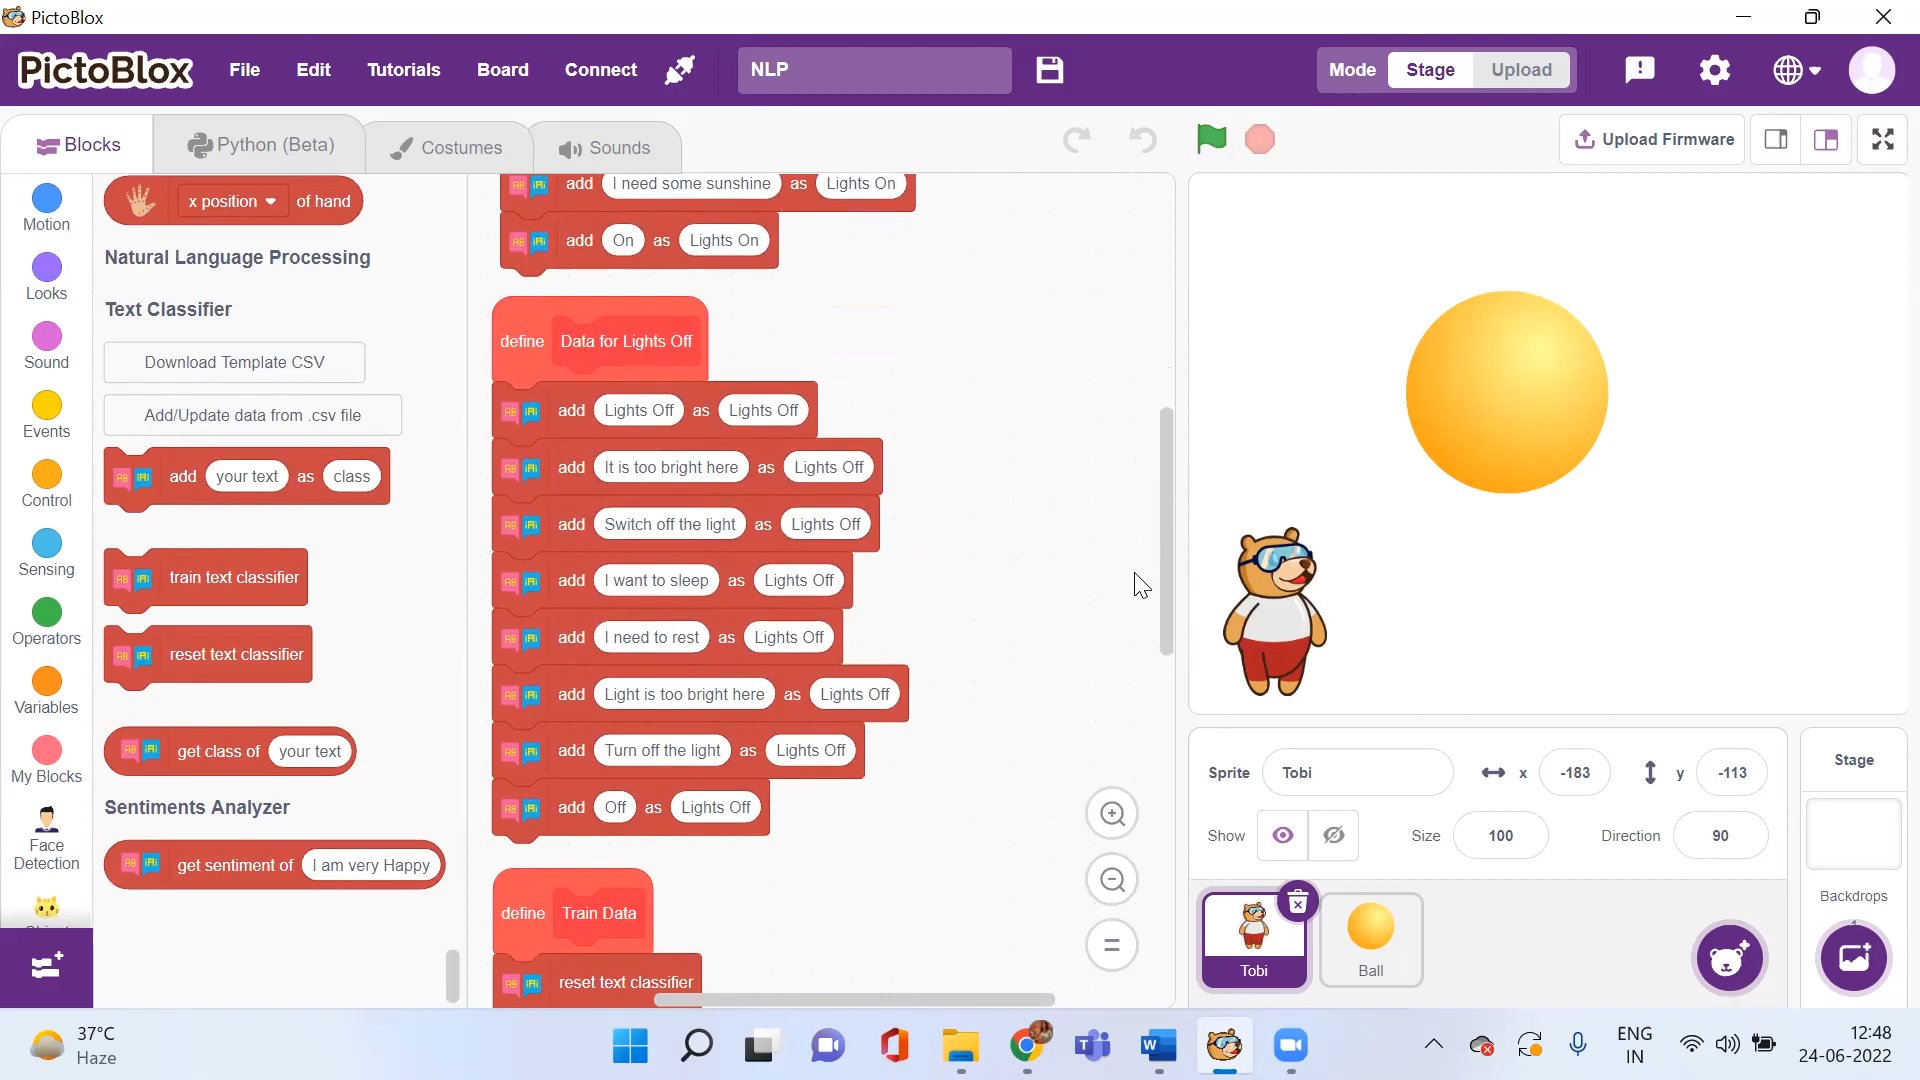 PictoBlox
PictoBlox File Edit Tutorials Board Connect NLP Mode Stage Upload
Blocks Python (Beta) Costumes Sounds Upload Firmware
Motion
Looks
Sound
Events
Control
Sensing
Operators
Variables
My Blocks
Face
Detection
x position of hand
Natural Language Processing
Text Classifier
Download Template CSV
Add/Update data from .csv file
add your text as class
train text classifier
reset text classifier
get class of your text
Sentiments Analyzer
get sentiment of I am very Happy
add I need some sunshine as Lights On
add On as Lights On
define Data for Lights Off
add Lights Off as Lights Off
add It is too bright here as Lights Off
add Switch off the light as Lights Off
add I want to sleep as Lights Off
add I need to rest as Lights Off
add Light is too bright here as Lights Off
add Turn off the light as Lights Off
add Off as Lights Off
define Train Data
reset text classifier
Sprite Tobi x -183 y -113
Show Size 100 Direction 90
Tobi Ball
Stage
Backdrops
37°C
Haze
ENG
IN
12:48
24-06-2022